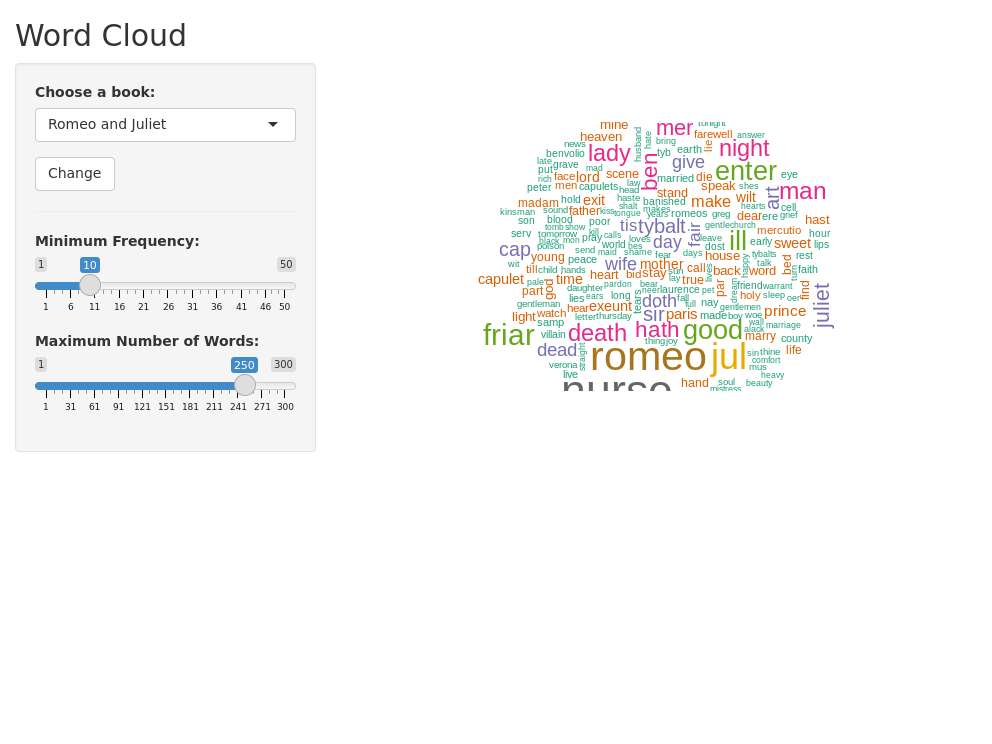 Word Cloud
Choose a book:
Romeo and Juliet
Change
Minimum Frequency:
1 10 50
1 6 11 16 21 26 31 36 41 46 50
Maximum Number of Words:
1 250 300
1 31 61 91 121 151 181 211 241 271 300
mine mer tonight
heaven husband hate farewell answer
news bring lie
benvolio lady tyb earth night
late grave ben give
put mad enter eye
rich face lord scene married die
peter men capulets law speak shes art man
head stand
hold exit haste banished make wilt
madam shalt makes hearts cell
kinsman sound father kiss tongue years romeos greg dear ere grief hast
son blood poor tis tybalt gentle church
tomb show kill fair mercutio hour
serv tomorrow pray calls leave ill
black mon world loves day early sweet lips
cap poison send maid hes shame dost
young peace fear days house tybalts rest
wit wife mother happy talk bed
till child hands sun call back word turn faith
capulet pale time heart bid stay lay true lives
god pardon bear par friend warrant find
part daughter tears heer laurence pet dream holy sleep juliet
lies ears long doth fall oer
gentleman hear exeunt full nay gentlemen prince
light watch sir paris made boy woe
samp letter thursday wall
friar villain death hath good alack marriage
thing joy marry county
dead straight romeo jul sin thine life
verona comfort
live mus
heavy
nurse hand soul beauty
mistress